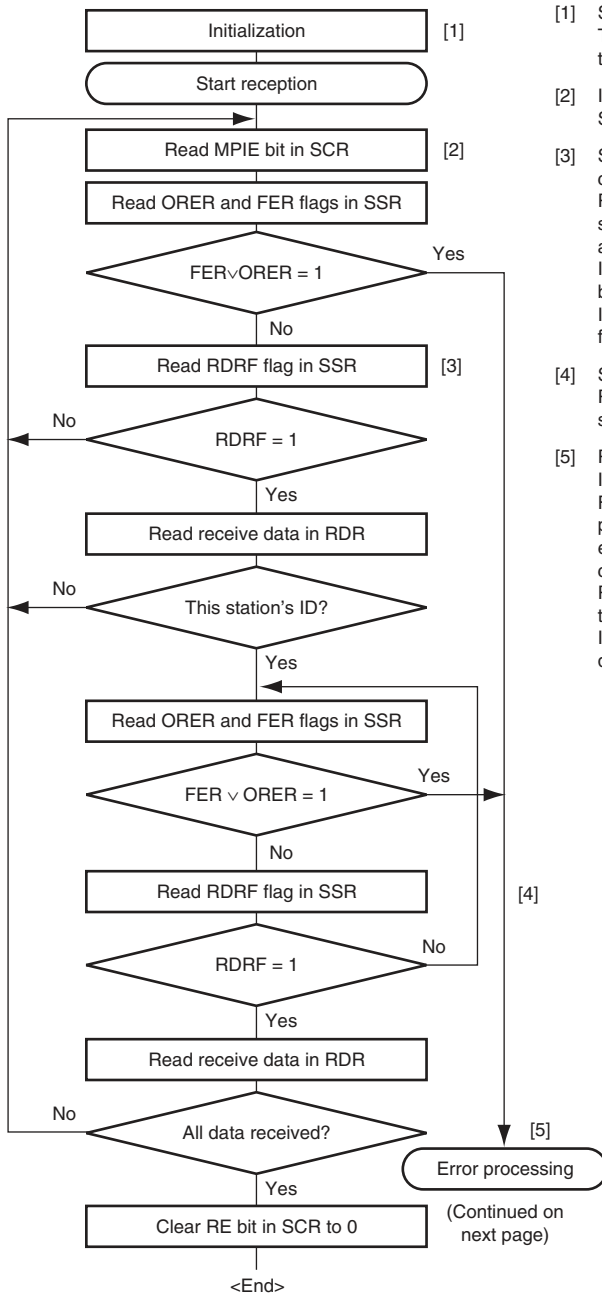 Initialization [1]
Start reception
Read MPIE bit in SCR [2]
Read ORER and FER flags in SSR
FER∨ORER = 1
Yes
No
Read RDRF flag in SSR [3]
RDRF = 1
No
Yes
Read receive data in RDR
This station's ID?
No
Yes
Read ORER and FER flags in SSR
FER ∨ ORER = 1
Yes
No
Read RDRF flag in SSR
[4]
RDRF = 1
No
Yes
Read receive data in RDR
All data received?
No
Yes
[5]
Error processing
(Continued on
next page)
Clear RE bit in SCR to 0
<End>
[1]
[2]
[3]
[4]
[5]